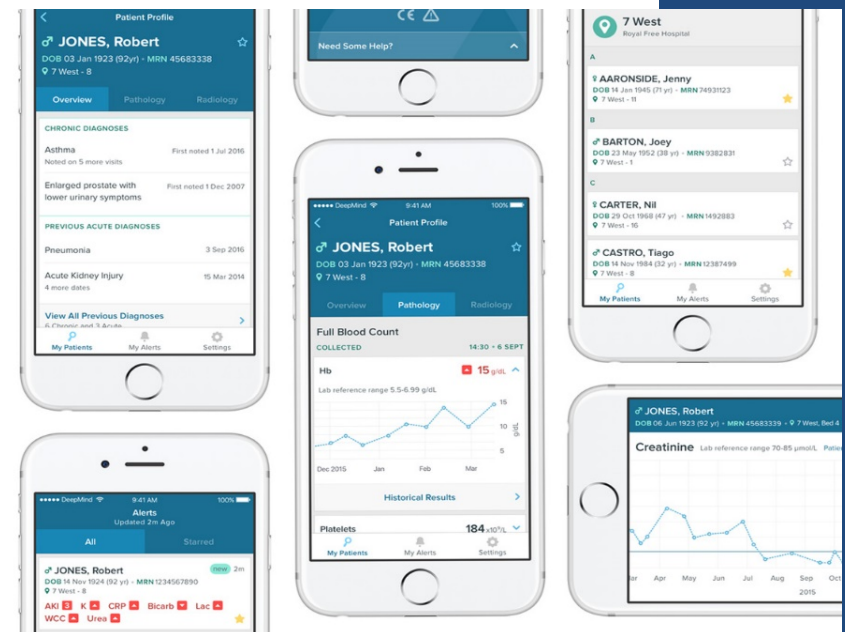 Patient Profile
♂ JONES, Robert
DOB 03 Jan 1923 (92yr) - MRN 45683338
7 West - 8
Overview Pathology Radiology
CHRONIC DIAGNOSES
Asthma First noted 1 Jul 2016
Noted on 5 more visits
Enlarged prostate with First noted 1 Dec 2007
lower urinary symptoms
PREVIOUS ACUTE DIAGNOSES
Pneumonia 3 Sep 2016
Acute Kidney Injury 15 Mar 2014
4 more dates
View All Previous Diagnoses
6 Chronic and 3 Acute
My Patients My Alerts Settings
DeepMind 9:41 AM 100%
Alerts
Updated 2m Ago
All Starred
♂ JONES, Robert new 2m
DOB 14 Nov 1924 (92 yr) - MRN 1234567890
7 West - 8
AKI 3 K CRP Bicarb Lac
WCC Urea
CE
Need Some Help?
DeepMind 9:41 AM 100%
Patient Profile
♂ JONES, Robert
DOB 03 Jan 1923 (92yr) - MRN 45683338
7 West - 8
Overview Pathology Radiology
Full Blood Count
COLLECTED 14:30 - 6 SEPT
Hb 15 g/dL
Lab reference range 5.5-6.99 g/dL
15
10
5
g/dL
Dec 2015 Jan Feb Mar
Historical Results
Platelets 184 x10⁹/L
My Patients My Alerts Settings
7 West
Royal Free Hospital
A
♀ AARONSIDE, Jenny
DOB 14 Jan 1945 (71 yr) - MRN 74931123
7 West - 11
B
♂ BARTON, Joey
DOB 23 May 1952 (38 yr) - MRN 9382831
7 West - 1
C
♀ CARTER, Nil
DOB 29 Oct 1968 (47 yr) - MRN 1492883
7 West - 16
♂ CASTRO, Tiago
DOB 14 Nov 1984 (32 yr) - MRN 12387499
7 West - 8
My Patients My Alerts Settings
♂ JONES, Robert
DOB 06 Jun 1923 (92 yr) - MRN 45683339 - 7 West, Bed 4
Creatinine Lab reference range 70-85 µmol/L Patie
ar Apr May Jun Jul Aug Sep Oct
2015